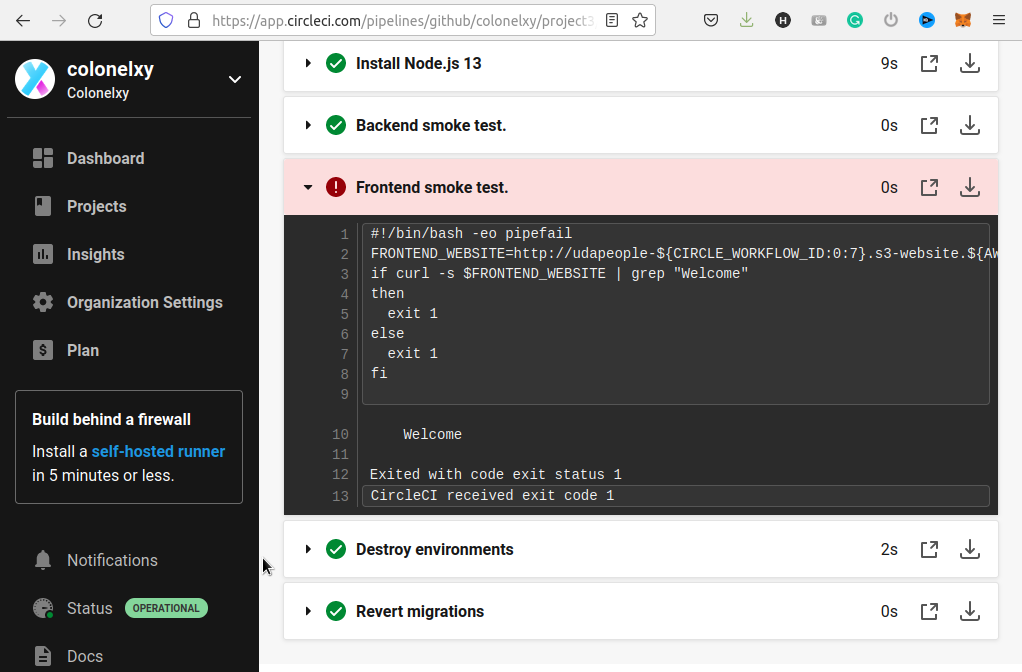 https://app.circleci.com/pipelines/github/colonelxy/project3
colonelxy
Colonelxy
Dashboard
Projects
Insights
Organization Settings
Plan
Build behind a firewall
Install a self-hosted runner
in 5 minutes or less.
Notifications
Status OPERATIONAL
Docs
Install Node.js 13 9s
Backend smoke test. 0s
Frontend smoke test. 0s
1 #!/bin/bash -eo pipefail
2 FRONTEND_WEBSITE=http://udapeople-${CIRCLE_WORKFLOW_ID:0:7}.s3-website.${AW
3 if curl -s $FRONTEND_WEBSITE | grep "Welcome"
4 then
5   exit 1
6 else
7   exit 1
8 fi
9
10     Welcome
11
12 Exited with code exit status 1
13 CircleCI received exit code 1
Destroy environments 2s
Revert migrations 0s